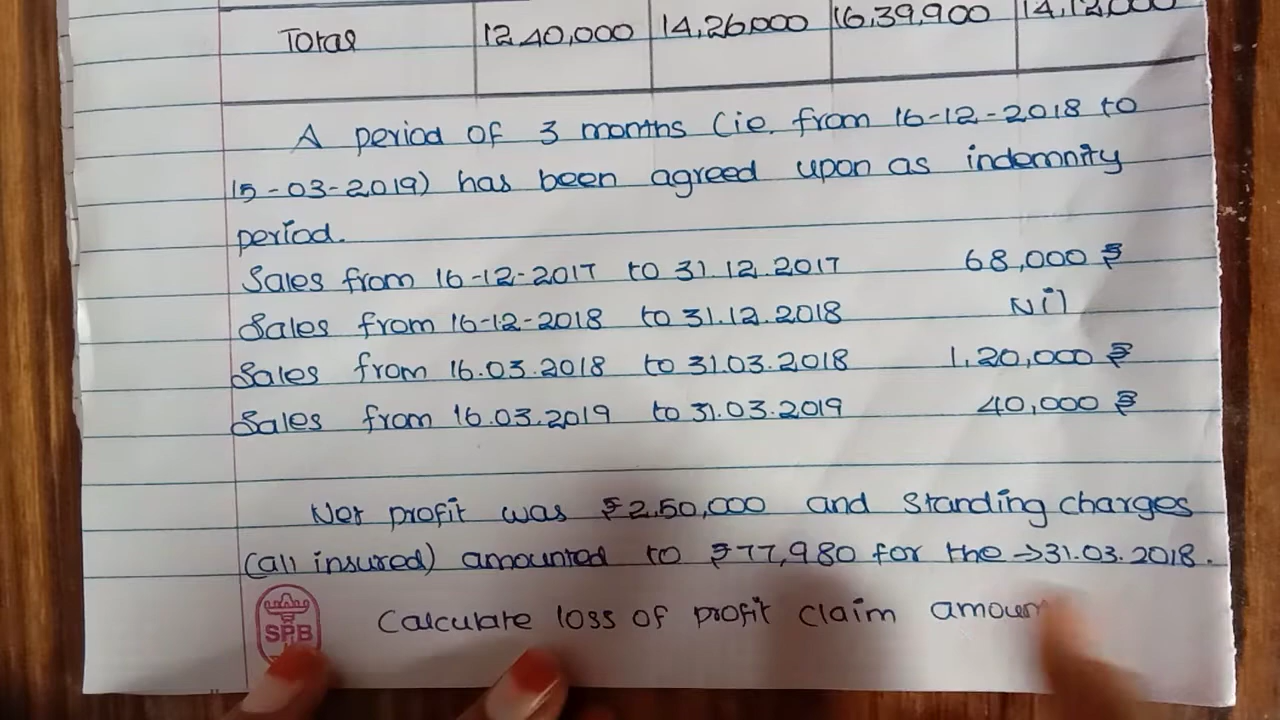 Total 12,40,000 14,26,000 16,39,900 14,12,000
A period of 3 months (ie. from 16-12-2018 to
15-03-2019) has been agreed upon as indemnity
period.
Sales from 16-12-2017 to 31.12.2017 68,000 ₹
Sales from 16-12-2018 to 31.12.2018 Nil
Sales from 16.03.2018 to 31.03.2018 1,20,000 ₹
Sales from 16.03.2019 to 31.03.2019 40,000 ₹
Net profit was ₹2,50,000 and standing charges
(all insured) amounted to ₹77,980 for the →31.03.2018.
SPB Calculate loss of profit claim amoun